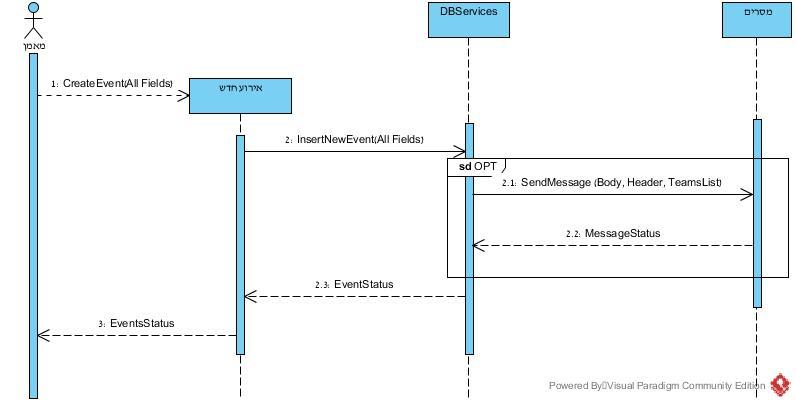 DBServices
מסרים
מאמן
1: CreateEvent(All Fields)
אירוע חדש
2: InsertNewEvent(All Fields)
sd OPT
2.1: SendMessage (Body, Header, TeamsList)
2.2: MessageStatus
2.3: EventStatus
3: EventsStatus
Powered By Visual Paradigm Community Edition